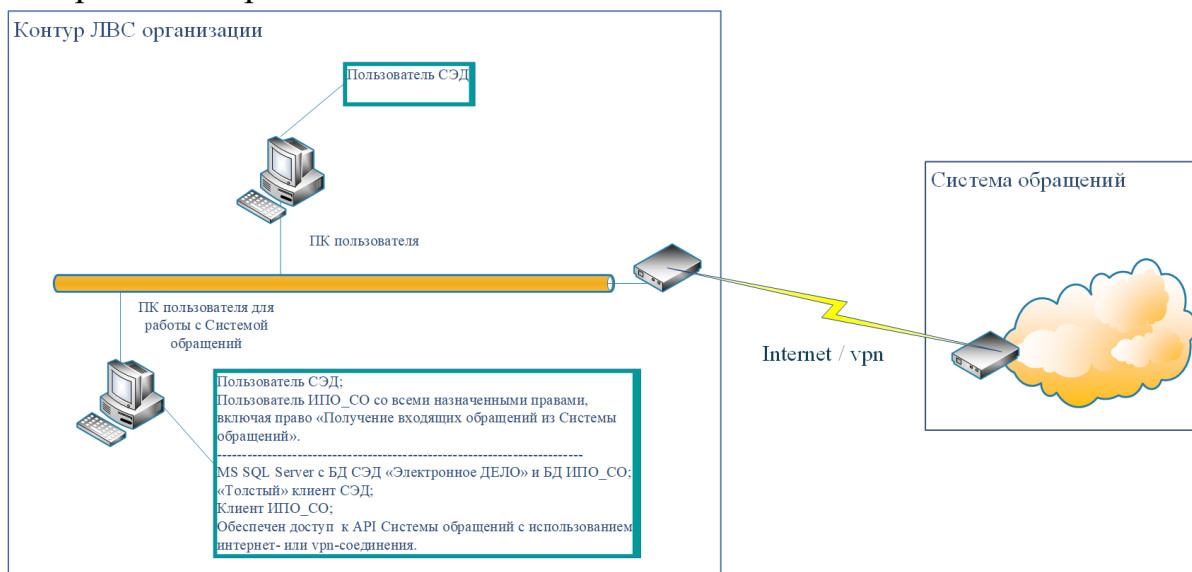 Контур ЛВС организации
Пользователь СЭД
ПК пользователя
ПК пользователя для
работы с Системой
обращений
Пользователь СЭД;
Пользователь ИПО_СО со всеми назначенными правами,
включая право «Получение входящих обращений из Системы
обращений».
------------------------------------------------------------------------
MS SQL Server с БД СЭД «Электронное ДЕЛО» и БД ИПО_СО;
«Толстый» клиент СЭД;
Клиент ИПО_СО;
Обеспечен доступ к API Системы обращений с использованием
интернет- или vpn-соединения.
Internet / vpn
Система обращений